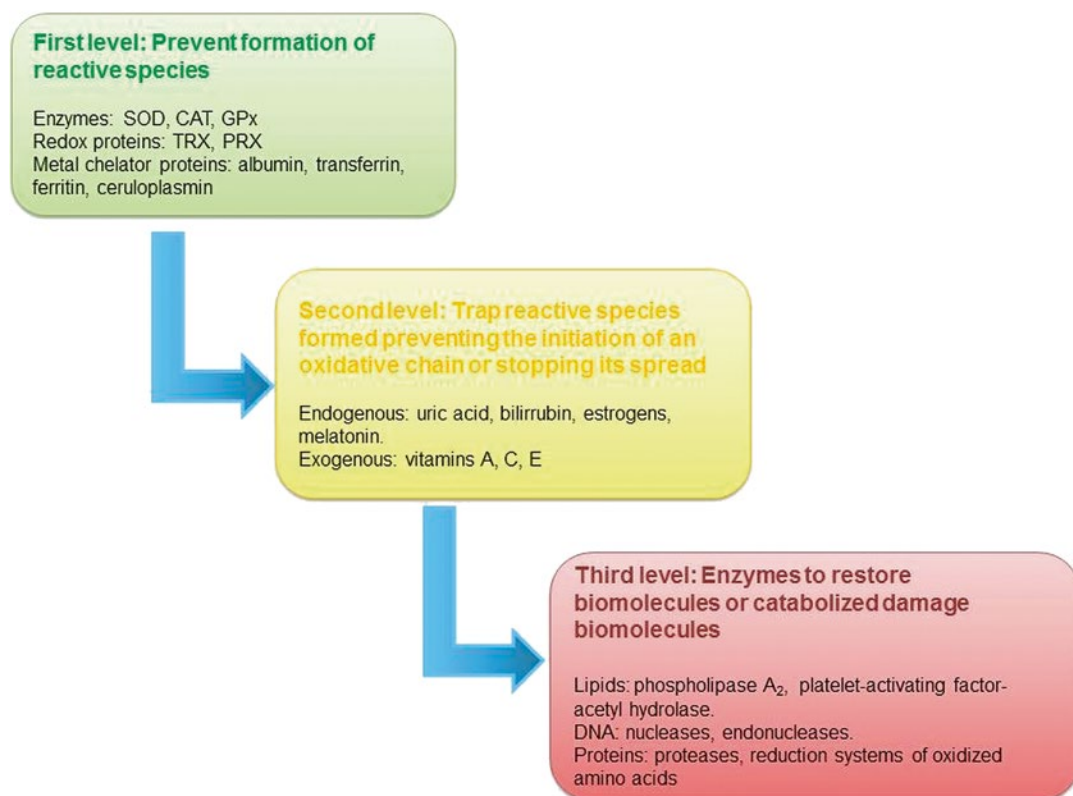 First level: Prevent formation of
reactive species
Enzymes: SOD, CAT, GPx
Redox proteins: TRX, PRX
Metal chelator proteins: albumin, transferrin,
ferritin, ceruloplasmin
Second level: Trap reactive species
formed preventing the initiation of an
oxidative chain or stopping its spread
Endogenous: uric acid, bilirrubin, estrogens,
melatonin.
Exogenous: vitamins A, C, E
Third level: Enzymes to restore
biomolecules or catabolized damage
biomolecules
Lipids: phospholipase A₂, platelet-activating factor-
acetyl hydrolase.
DNA: nucleases, endonucleases.
Proteins: proteases, reduction systems of oxidized
amino acids